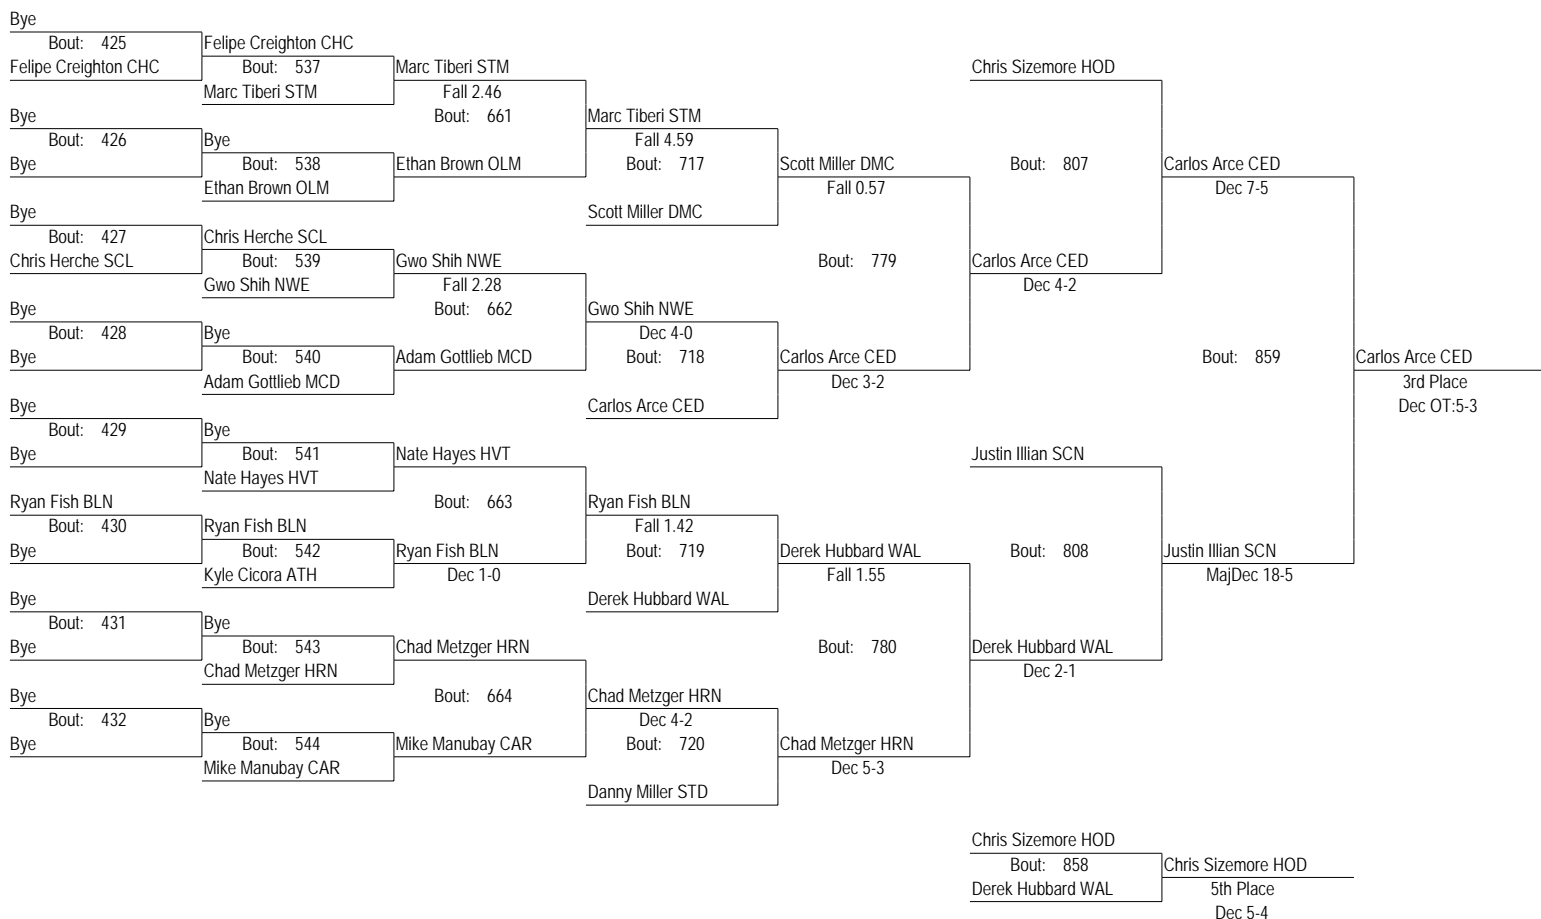 Bye
Bout: 425
Felipe Creighton CHC
Felipe Creighton CHC
Bout: 537
Marc Tiberi STM
Marc Tiberi STM
Fall 2.46
Bout: 661
Chris Sizemore HOD
Bye
Bout: 426
Bye
Bye
Bout: 538
Ethan Brown OLM
Ethan Brown OLM
Marc Tiberi STM
Fall 4.59
Bout: 717
Scott Miller DMC
Scott Miller DMC
Fall 0.57
Bout: 807
Carlos Arce CED
Dec 7-5
Bye
Bout: 427
Chris Herche SCL
Chris Herche SCL
Bout: 539
Gwo Shih NWE
Gwo Shih NWE
Fall 2.28
Bout: 662
Bout: 779
Carlos Arce CED
Dec 4-2
Bye
Bout: 428
Bye
Bye
Bout: 540
Adam Gottlieb MCD
Adam Gottlieb MCD
Gwo Shih NWE
Dec 4-0
Bout: 718
Carlos Arce CED
Carlos Arce CED
Dec 3-2
Bout: 859
Carlos Arce CED
3rd Place
Dec OT:5-3
Bye
Bout: 429
Bye
Bye
Bout: 541
Nate Hayes HVT
Nate Hayes HVT
Bout: 663
Justin Illian SCN
Ryan Fish BLN
Bout: 430
Bye
Ryan Fish BLN
Bout: 542
Kyle Cicora ATH
Ryan Fish BLN
Dec 1-0
Ryan Fish BLN
Fall 1.42
Bout: 719
Derek Hubbard WAL
Derek Hubbard WAL
Fall 1.55
Bout: 808
Justin Illian SCN
MajDec 18-5
Bye
Bout: 431
Bye
Bye
Bout: 543
Chad Metzger HRN
Chad Metzger HRN
Bout: 664
Bout: 780
Derek Hubbard WAL
Dec 2-1
Bye
Bout: 432
Bye
Bye
Bout: 544
Mike Manubay CAR
Mike Manubay CAR
Chad Metzger HRN
Dec 4-2
Bout: 720
Danny Miller STD
Chad Metzger HRN
Dec 5-3
Chris Sizemore HOD
Bout: 858
Derek Hubbard WAL
Chris Sizemore HOD
5th Place
Dec 5-4